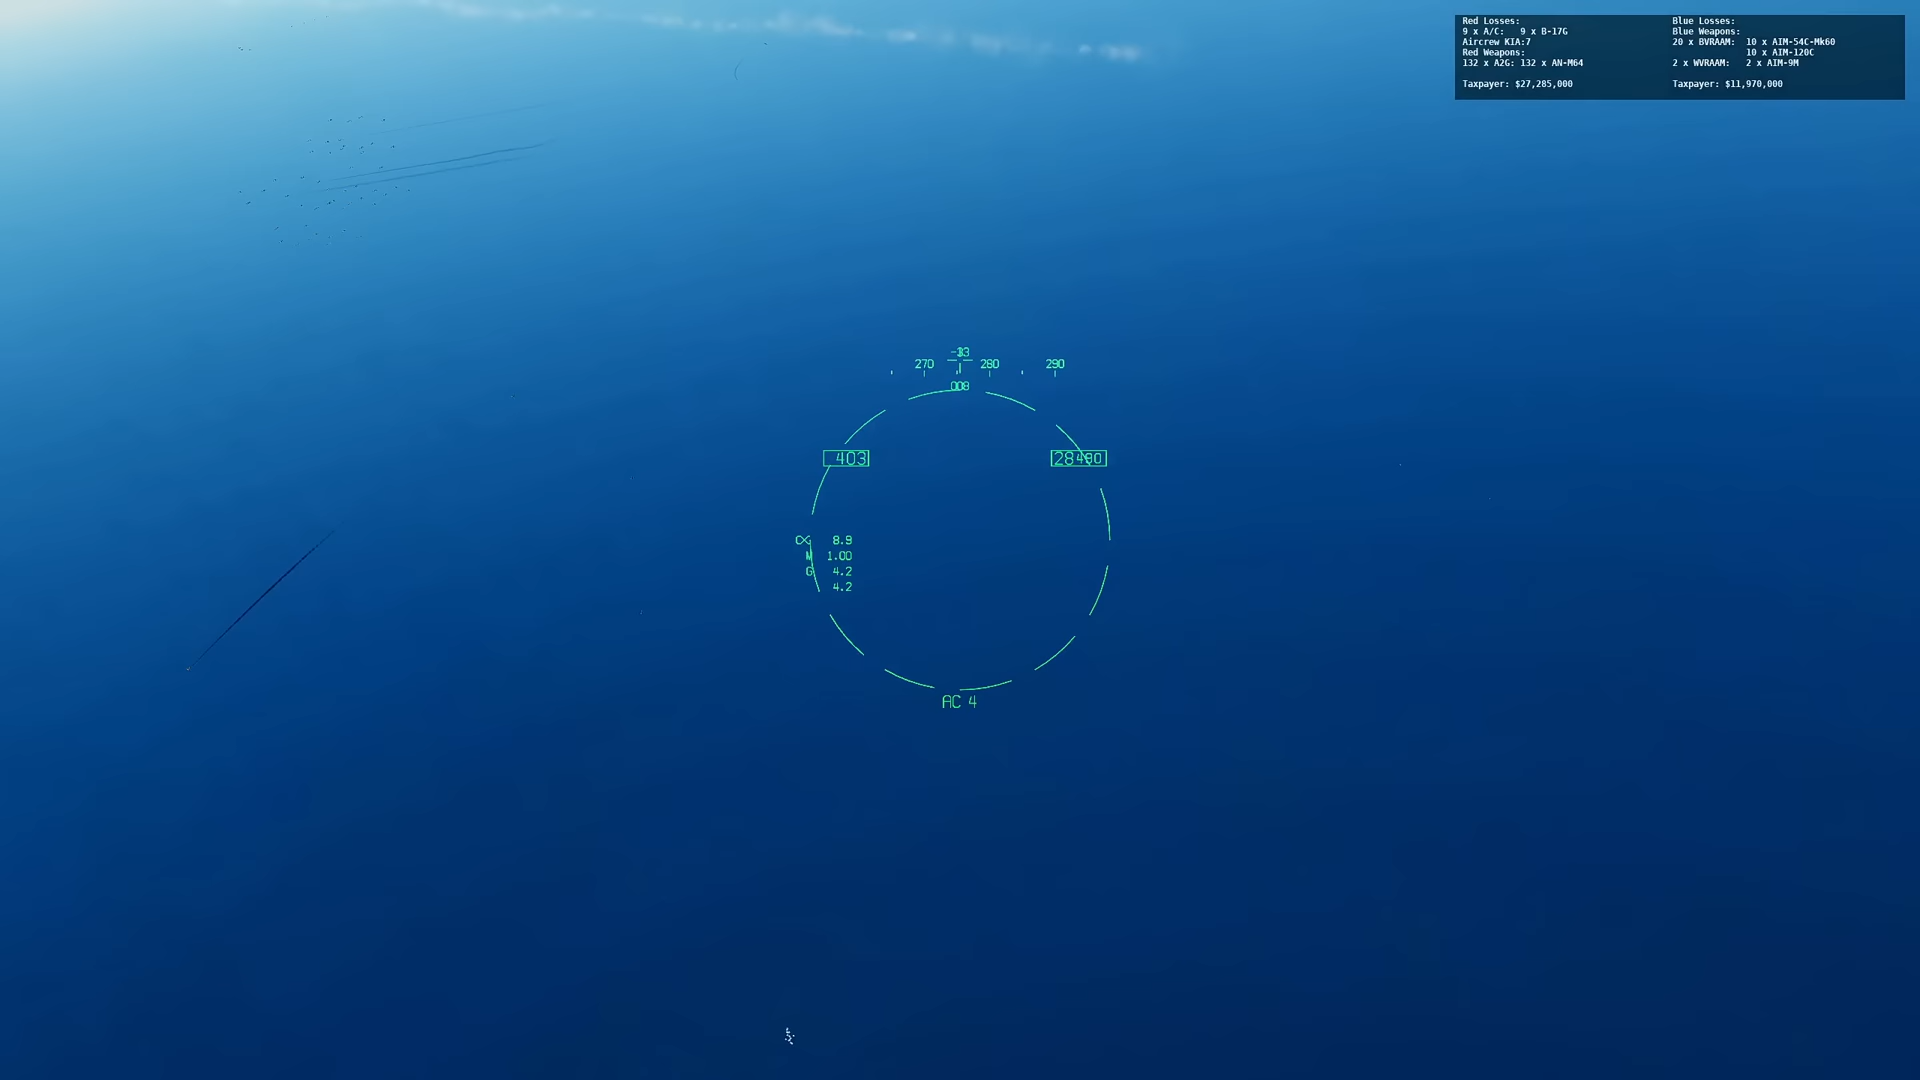 Red Losses:
9 x A/C: 9 x B-17G
Aircrew KIA:7
Red Weapons:
132 x A2G: 132 x AN-M64
Taxpayer: $27,285,000
Blue Losses:
Blue Weapons:
20 x BVRAAM: 10 x AIM-54C-Mk60
10 x AIM-120C
2 x WVRAAM: 2 x AIM-9M
Taxpayer: $11,970,000
270 280 290
008
403
α 8.9
M 1.00
G 4.2
4.2
AC 4